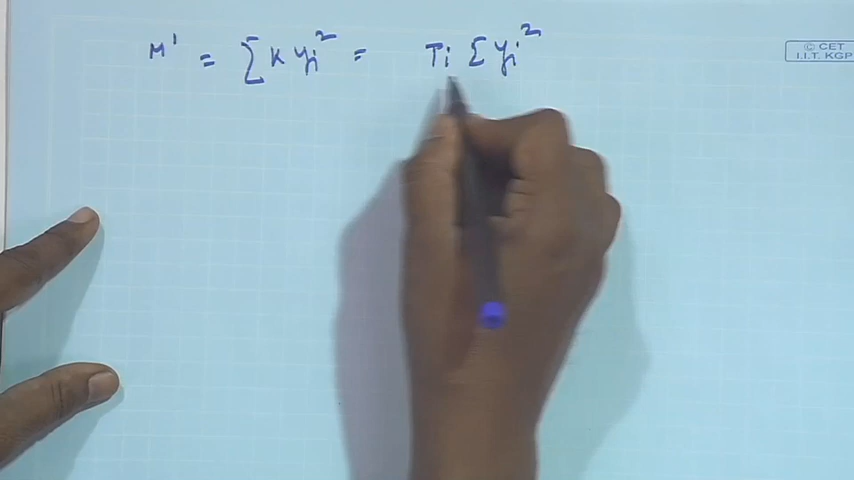 M' = Σ K yi² = Ti Σ yi²
© CET
I.I.T. KGP